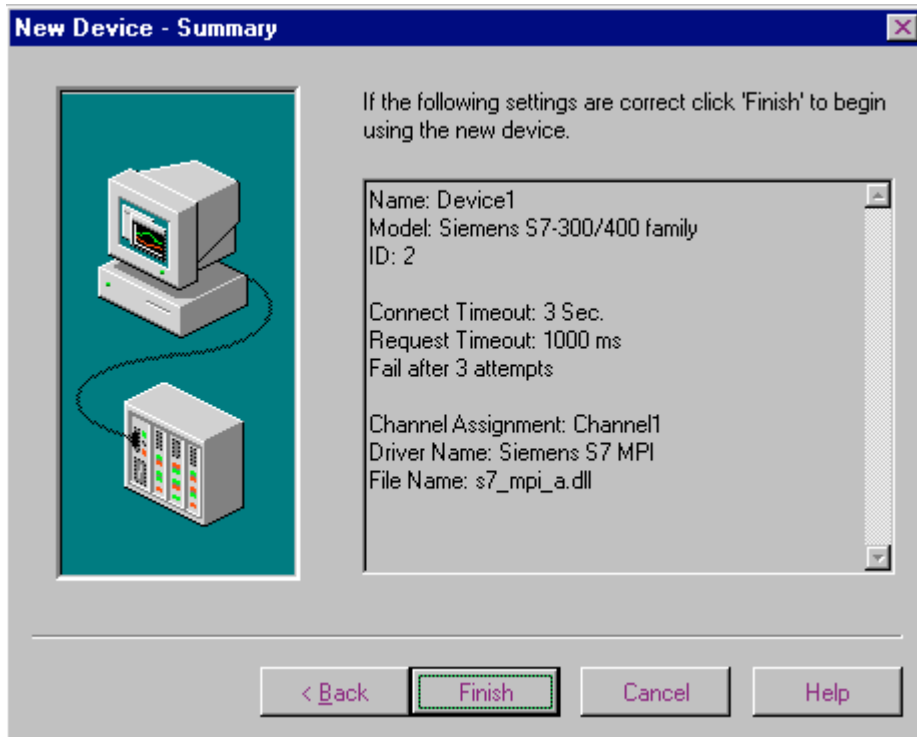 New Device - Summary
If the following settings are correct click 'Finish' to begin
using the new device.
Name: Device1
Model: Siemens S7-300/400 family
ID: 2
Connect Timeout: 3 Sec.
Request Timeout: 1000 ms
Fail after 3 attempts
Channel Assignment: Channel1
Driver Name: Siemens S7 MPI
File Name: s7_mpi_a.dll
< Back Finish Cancel Help